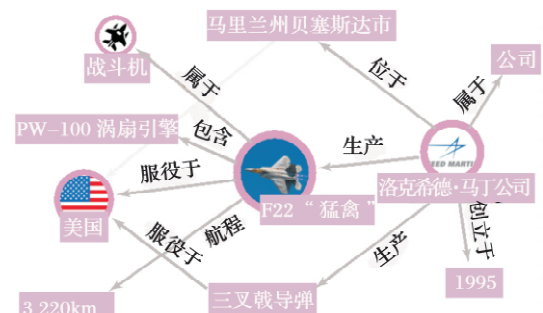 马里兰州贝塞斯达市
战斗机
公司
属于
位于
属于
PW-100 涡扇引擎
包含
生产
EED MARTI
服役于
洛克希德·马丁公司
F22 “ 猛禽 ”
美国
服役于
航程
创立于
生产
1995
3 220km
三叉戟导弹